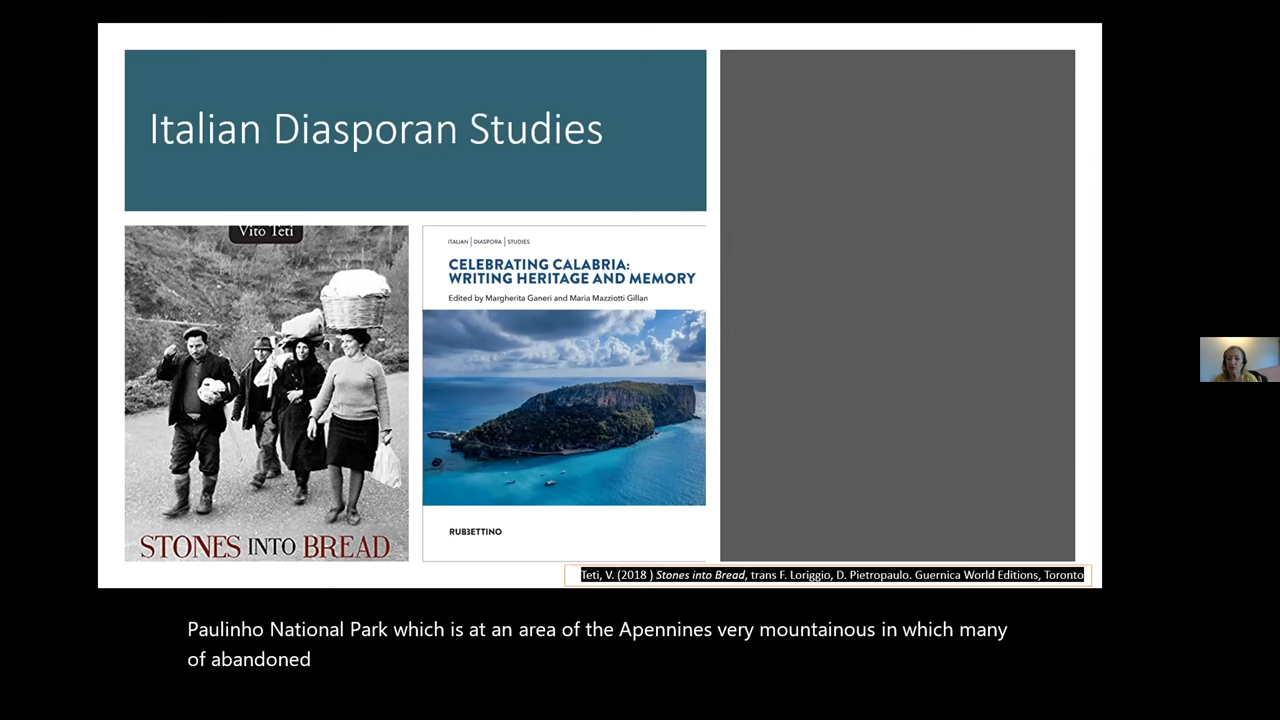 Italian Diasporan Studies
Vito Teti
STONES INTO BREAD
ITALIAN | DIASPORA | STUDIES
CELEBRATING CALABRIA:
WRITING HERITAGE AND MEMORY
Edited by Margherita Ganeri and Maria Mazziotti Gillan
RUBBETTINO
Teti, V. (2018 ) Stones into Bread, trans F. Loriggio, D. Pietropaulo. Guernica World Editions, Toronto
Paulinho National Park which is at an area of the Apennines very mountainous in which many
of abandoned